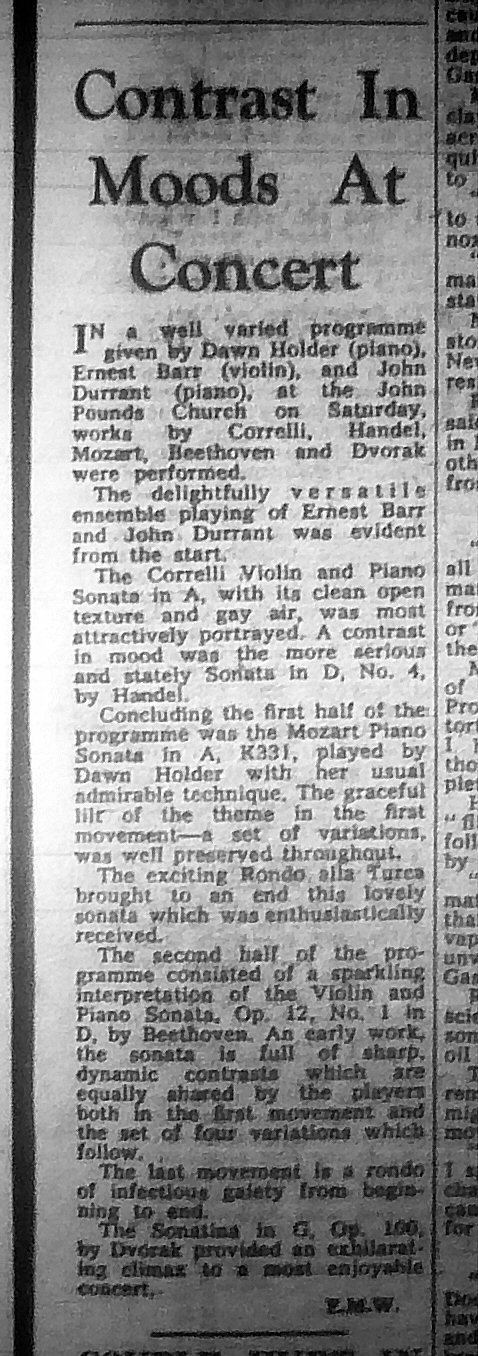 Contrast In
Moods At
Concert
IN a well varied programme
given by Dawn Holder (piano),
Ernest Barr (violin), and John
Durrant (piano), at the John
Pounds Church on Saturday,
works by Correlli, Handel,
Mozart, Beethoven and Dvorak
were performed.
The delightfully versatile
ensemble playing of Ernest Barr
and John Durrant was evident
from the start.
The Correlli Violin and Piano
Sonata in A, with its clean open
texture and gay air, was most
attractively portrayed. A contrast
in mood was the more serious
and stately Sonata in D, No. 4,
by Handel.
Concluding the first half of the
programme was the Mozart Piano
Sonata in A, K331, played by
Dawn Holder with her usual
admirable technique. The graceful
lilt of the theme in the first
movement—a set of variations,
was well preserved throughout.
The exciting Rondo alla Turca
brought to an end this lovely
sonata which was enthusiastically
received.
The second half of the pro-
gramme consisted of a sparkling
interpretation of the Violin and
Piano Sonata, Op. 12, No. 1 in
D, by Beethoven. An early work,
the sonata is full of sharp,
dynamic contrasts which are
equally shared by the players
both in the first movement and
the set of four variations which
follow.
The last movement is a rondo
of infectious gaiety from begin-
ning to end.
The Sonatina in G, Op. 100,
by Dvorak provided an exhilarat-
ing climax to a most enjoyable
concert.
E.M.W.